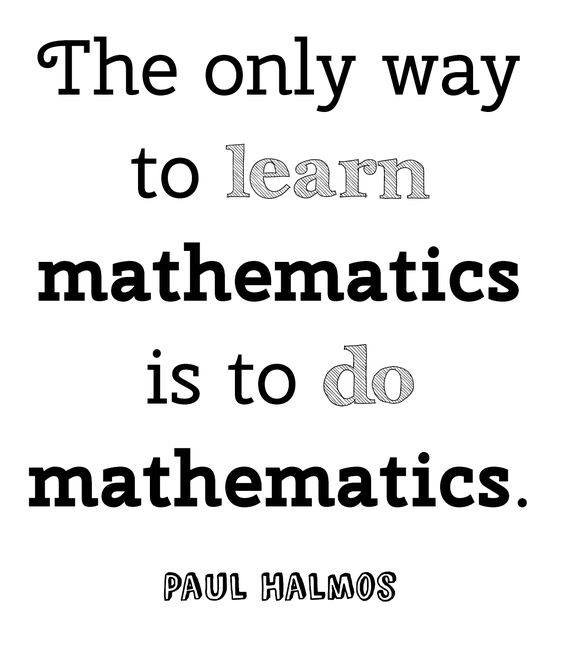 The only way
to learn
mathematics
is to do
mathematics.
PAUL HALMOS